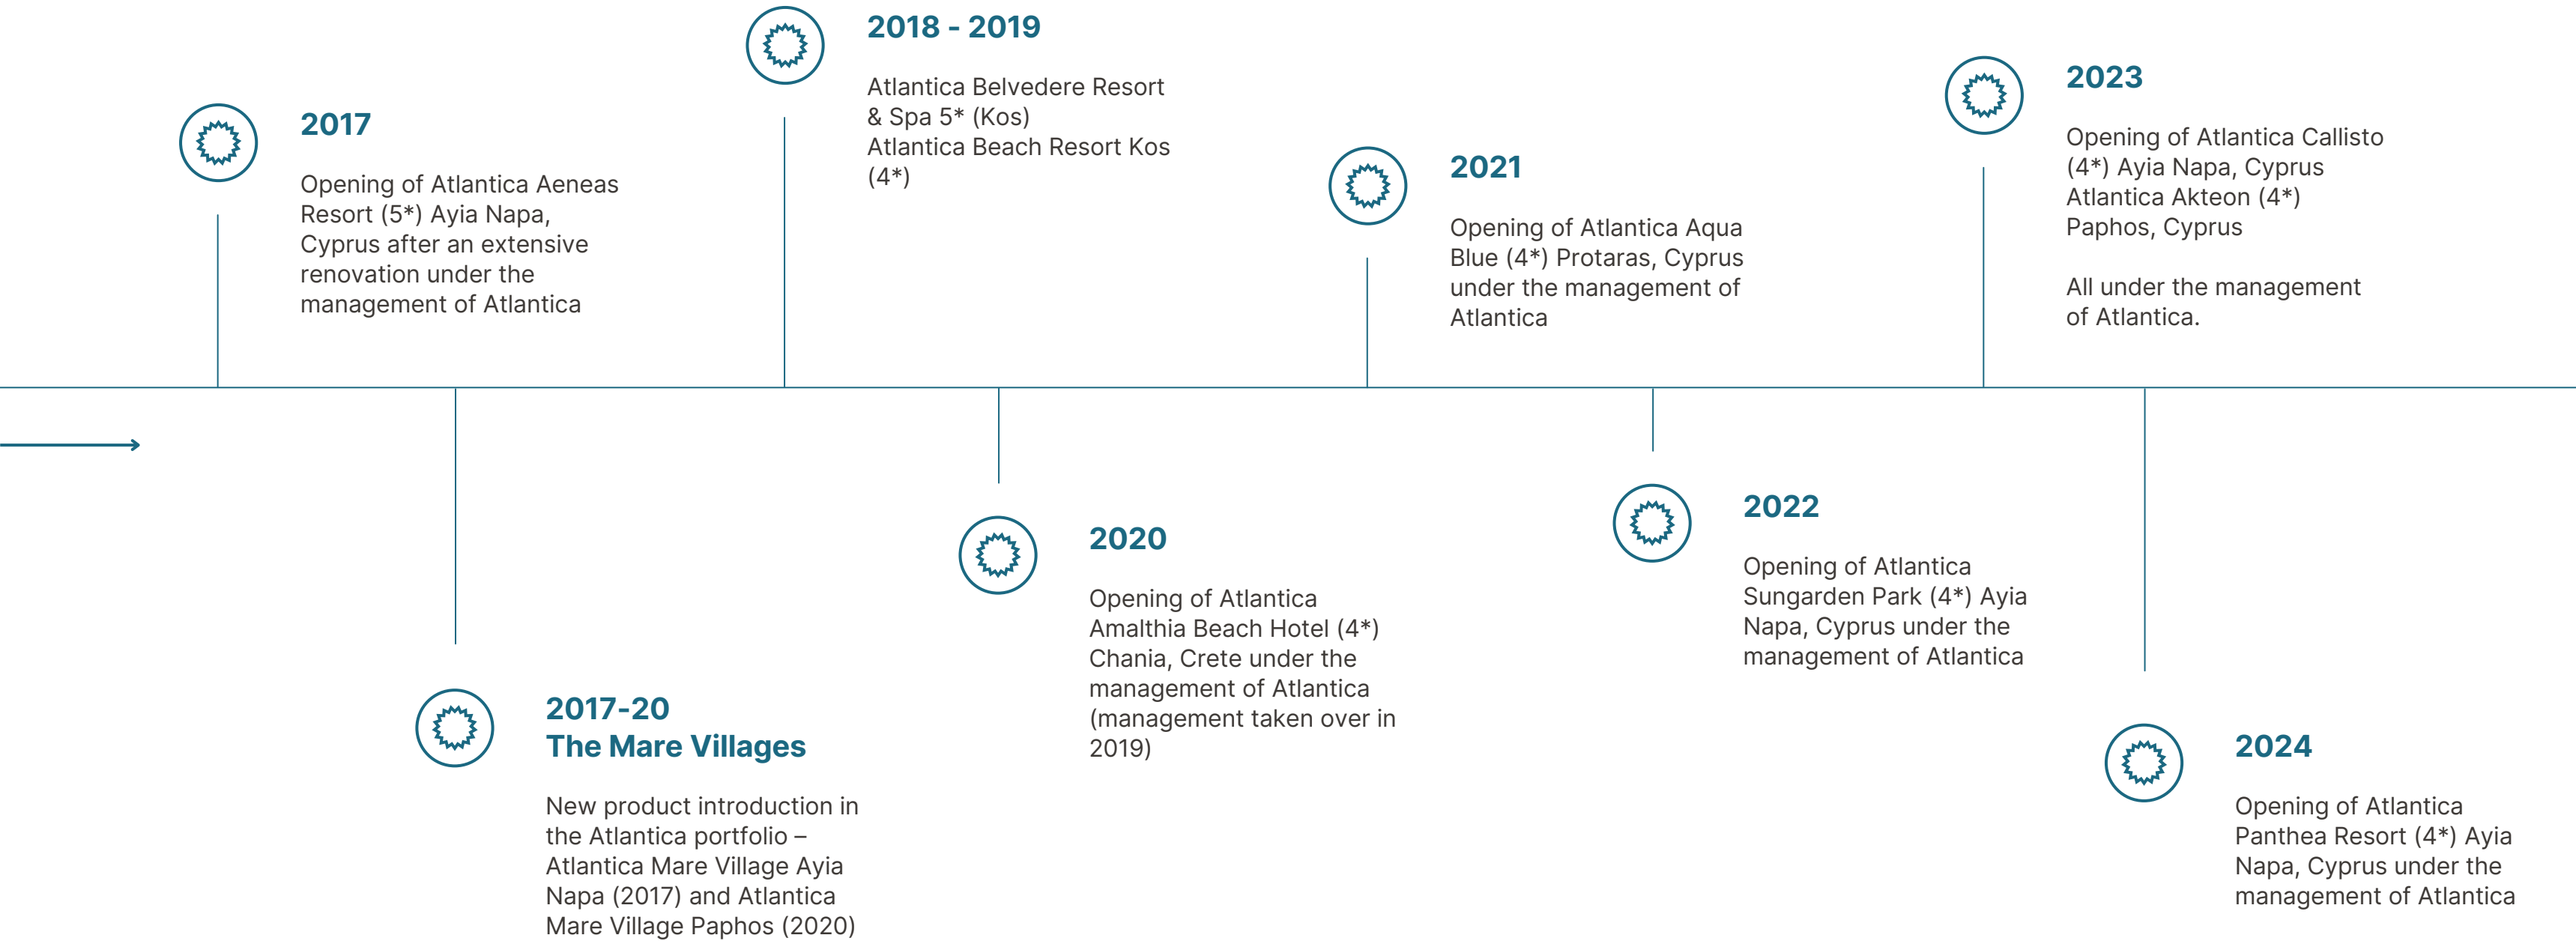 2017
Opening of Atlantica Aeneas
Resort (5*) Ayia Napa,
Cyprus after an extensive
renovation under the
management of Atlantica
2017-20
The Mare Villages
New product introduction in
the Atlantica portfolio –
Atlantica Mare Village Ayia
Napa (2017) and Atlantica
Mare Village Paphos (2020)
2018 - 2019
Atlantica Belvedere Resort
& Spa 5* (Kos)
Atlantica Beach Resort Kos
(4*)
2020
Opening of Atlantica
Amalthia Beach Hotel (4*)
Chania, Crete under the
management of Atlantica
(management taken over in
2019)
2021
Opening of Atlantica Aqua
Blue (4*) Protaras, Cyprus
under the management of
Atlantica
2022
Opening of Atlantica
Sungarden Park (4*) Ayia
Napa, Cyprus under the
management of Atlantica
2023
Opening of Atlantica Callisto
(4*) Ayia Napa, Cyprus
Atlantica Akteon (4*)
Paphos, Cyprus
All under the management
of Atlantica.
2024
Opening of Atlantica
Panthea Resort (4*) Ayia
Napa, Cyprus under the
management of Atlantica